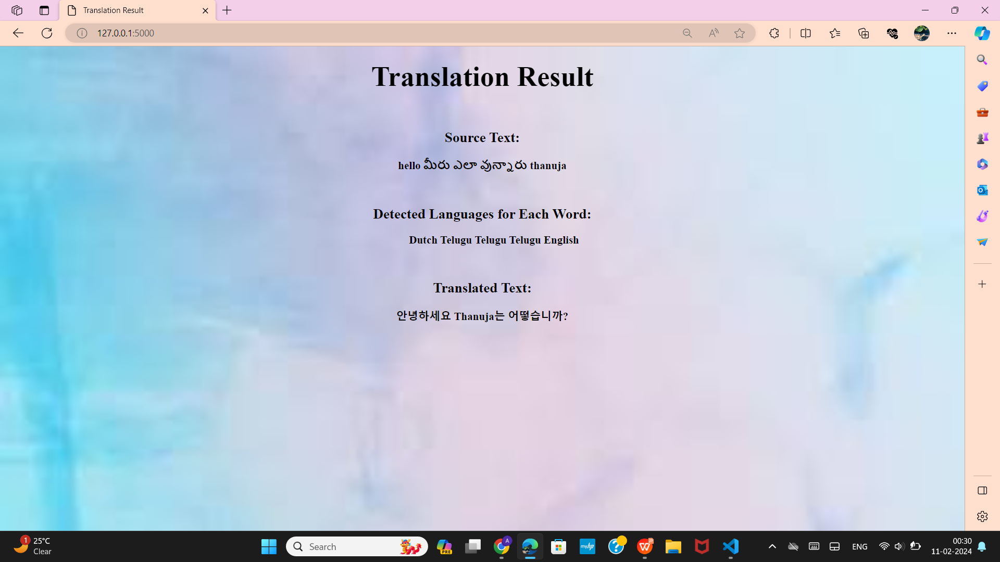 Translation Result
127.0.0.1:5000
Translation Result
Source Text:
hello మీరు ఎలా వున్నారు thanuja
Detected Languages for Each Word:
Dutch Telugu Telugu Telugu English
Translated Text:
안녕하세요 Thanuja는 어떻습니까?
1
25°C
Clear
Search
PRE
A
myhp
ENG
00:30
11-02-2024